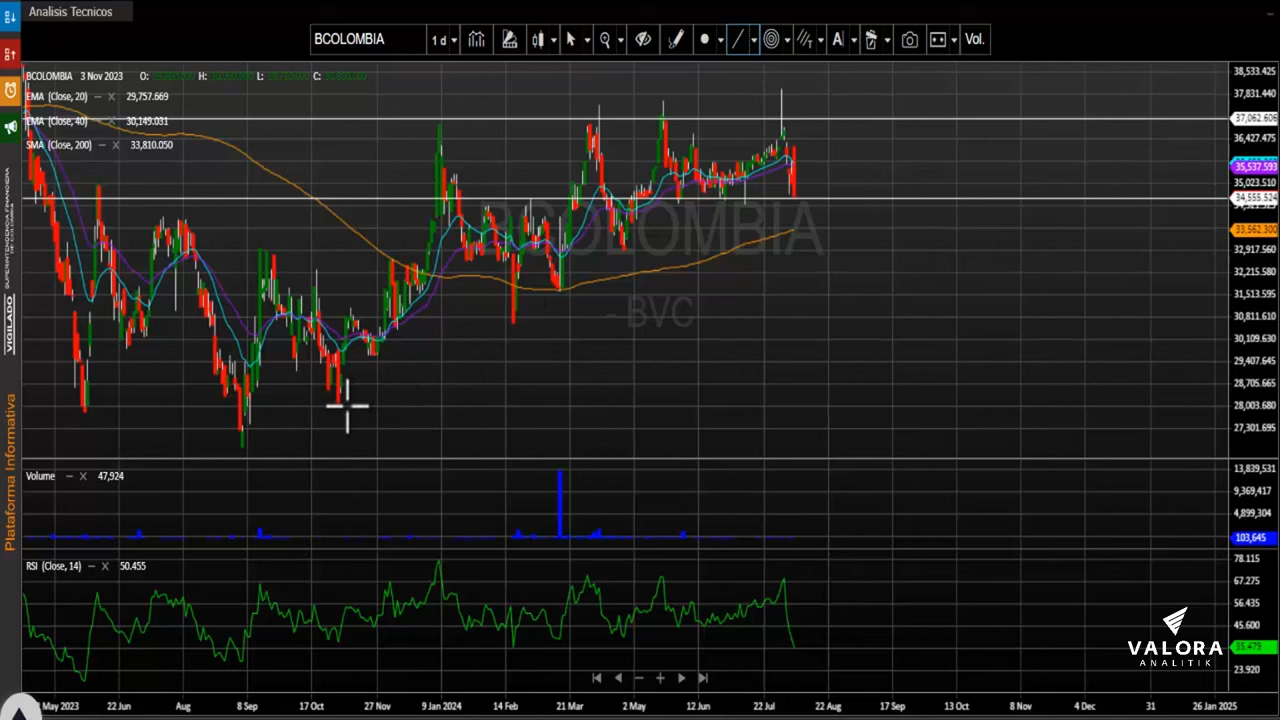 Analisis Tecnicos
BCOLOMBIA
1 d
A
Vol.
BCOLOMBIA 3 Nov 2023 O: H: L: C:
EMA (Close, 20) 29,757.669
EMA (Close, 40) 30,149.031
SMA (Close, 200) 33,810.050
BCOLOMBIA
- BVC
38,533.425
37,831.440
37,062.606
36,427.475
35,537.593
35,023.510
34,555.524
33,562.300
32,917.560
32,215.580
31,513.595
30,811.610
30,109.630
29,407.645
28,705.665
28,003.680
27,301.695
Volume 47,924
13,839,531
9,369,417
4,899,304
103,645
RSI (Close, 14) 50.455
78.115
67.275
56.435
45.600
35.479
23.920
May 2023 22 Jun Aug 8 Sep 17 Oct 27 Nov 9 Jan 2024 14 Feb 21 Mar 2 May 12 Jun 22 Jul 22 Aug 17 Sep 16 Oct 8 Nov 4 Dec 31 26 Jan 2025
VALORA
ANALITIK
VIGILADO
SUPERINTENDENCIA FINANCIERA
DE COLOMBIA
Plataforma Informativa